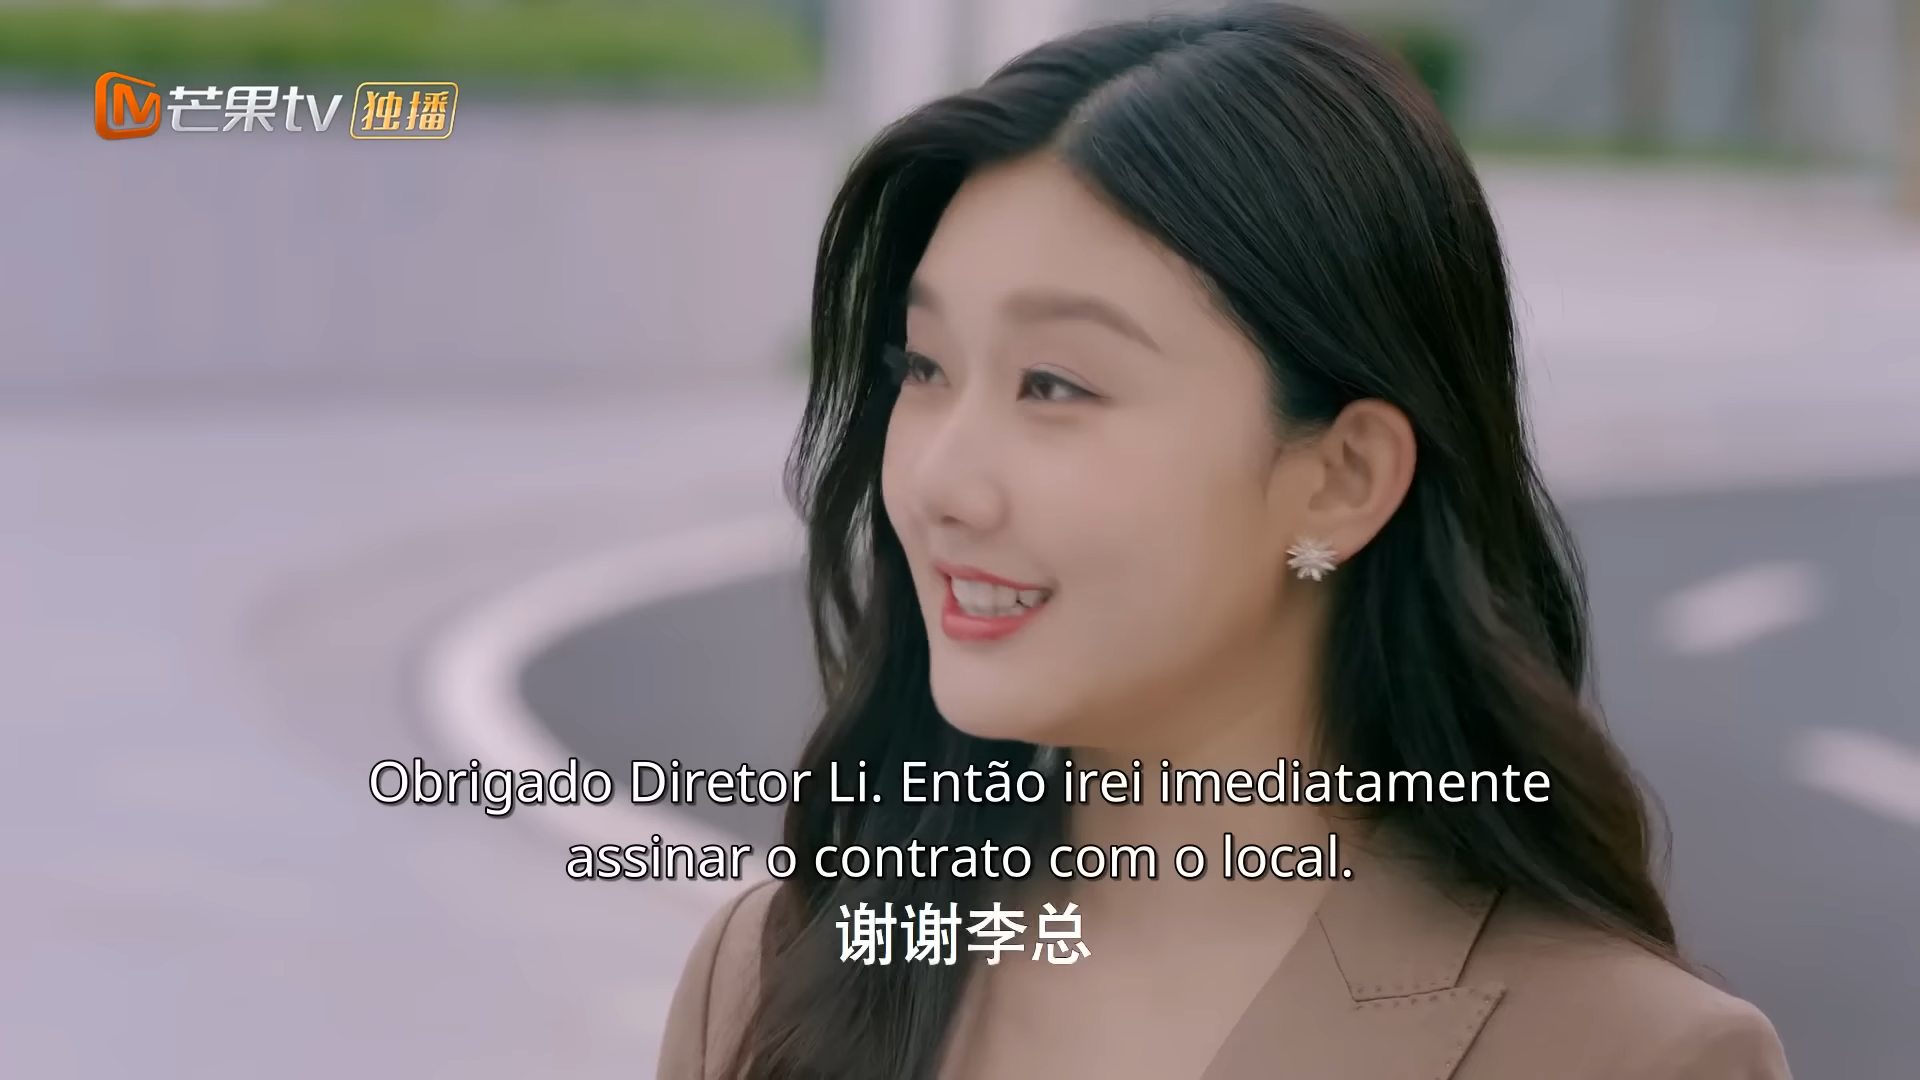 芒果tv 独播
Obrigado Diretor Li. Então irei imediatamente
assinar o contrato com o local.
谢谢李总